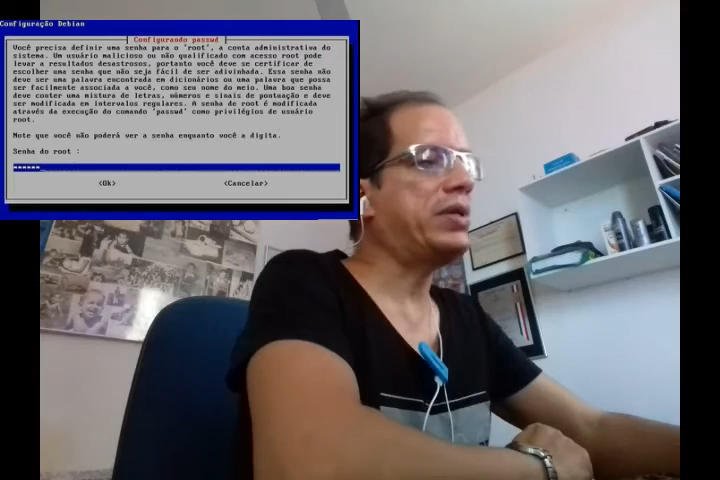 Configuração Debian
Configurando passwd
Você precisa definir uma senha para o 'root', a conta administrativa do
sistema. Um usuário malicioso ou não qualificado com acesso root pode
levar a resultados desastrosos, portanto você deve se certificar de
escolher uma senha que não seja fácil de ser adivinhada. Essa senha não
deve ser uma palavra encontrada em dicionários ou uma palavra que possa
ser facilmente associada a você, como seu nome do meio. Uma boa senha
deve conter uma mistura de letras, números e sinais de pontuação e deve
ser modificada em intervalos regulares. A senha de root é modificada
através da execução do comando 'passwd' como privilégios de usuário
root.
Note que você não poderá ver a senha enquanto você a digita.
Senha do root :
******_
<Ok> <Cancelar>